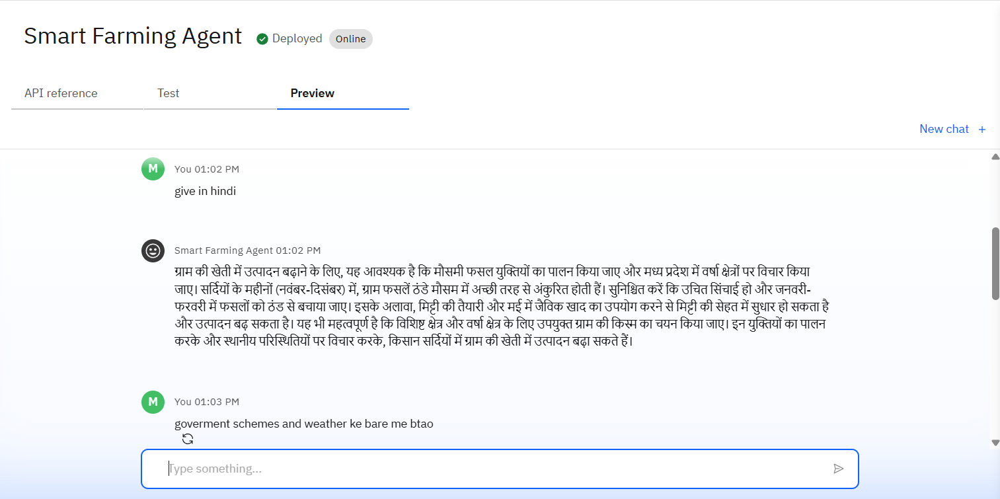 Smart Farming Agent Deployed Online
API reference Test Preview
New chat +
M You 01:02 PM
give in hindi
Smart Farming Agent 01:02 PM
ग्राम की खेती में उत्पादन बढ़ाने के लिए, यह आवश्यक है कि मौसमी फसल युक्तियों का पालन किया जाए और मध्य प्रदेश में वर्षा क्षेत्रों पर विचार किया
जाए। सर्दियों के महीनों (नवंबर-दिसंबर) में, ग्राम फसलें ठंडे मौसम में अच्छी तरह से अंकुरित होती हैं। सुनिश्चित करें कि उचित सिंचाई हो और जनवरी-
फरवरी में फसलों को ठंड से बचाया जाए। इसके अलावा, मिट्टी की तैयारी और मई में जैविक खाद का उपयोग करने से मिट्टी की सेहत में सुधार हो सकता है
और उत्पादन बढ़ सकता है। यह भी महत्वपूर्ण है कि विशिष्ट क्षेत्र और वर्षा क्षेत्र के लिए उपयुक्त ग्राम की किस्म का चयन किया जाए। इन युक्तियों का पालन
करके और स्थानीय परिस्थितियों पर विचार करके, किसान सर्दियों में ग्राम की खेती में उत्पादन बढ़ा सकते हैं।
M You 01:03 PM
goverment schemes and weather ke bare me btao
Type something...